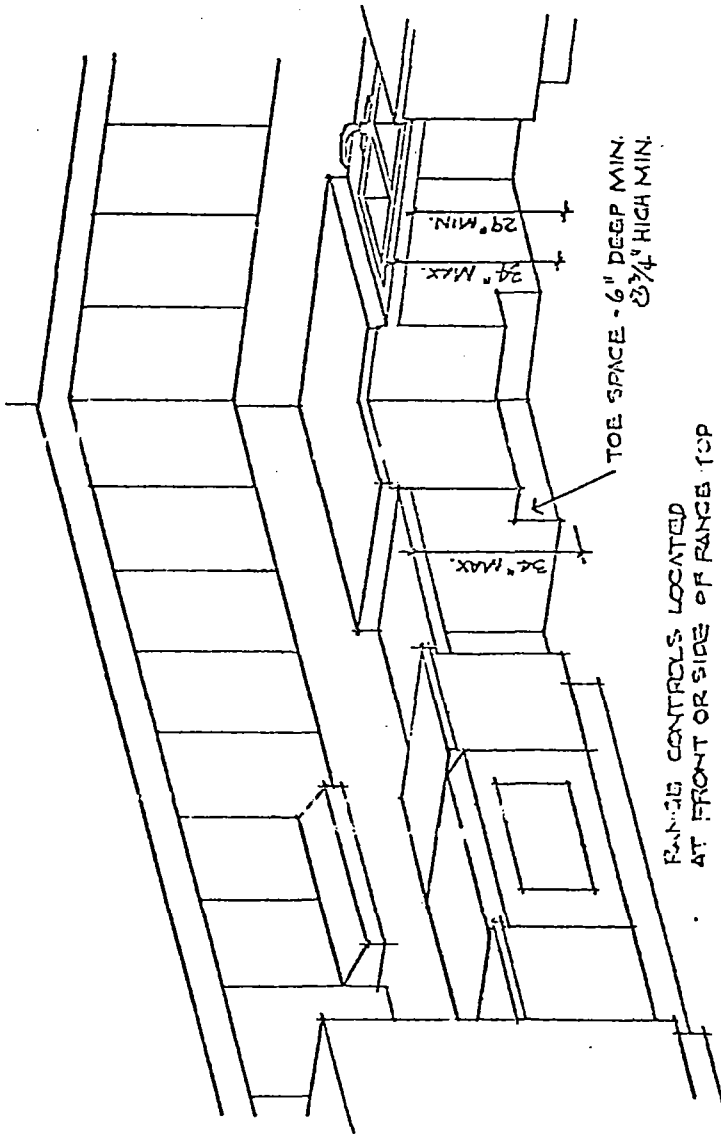 29" MIN.
34" MAX.
34" MAX.
TOE SPACE - 6" DEEP MIN.
8 3/4" HIGH MIN.
RANGE CONTROLS LOCATED
AT FRONT OR SIDE OF RANGE TOP